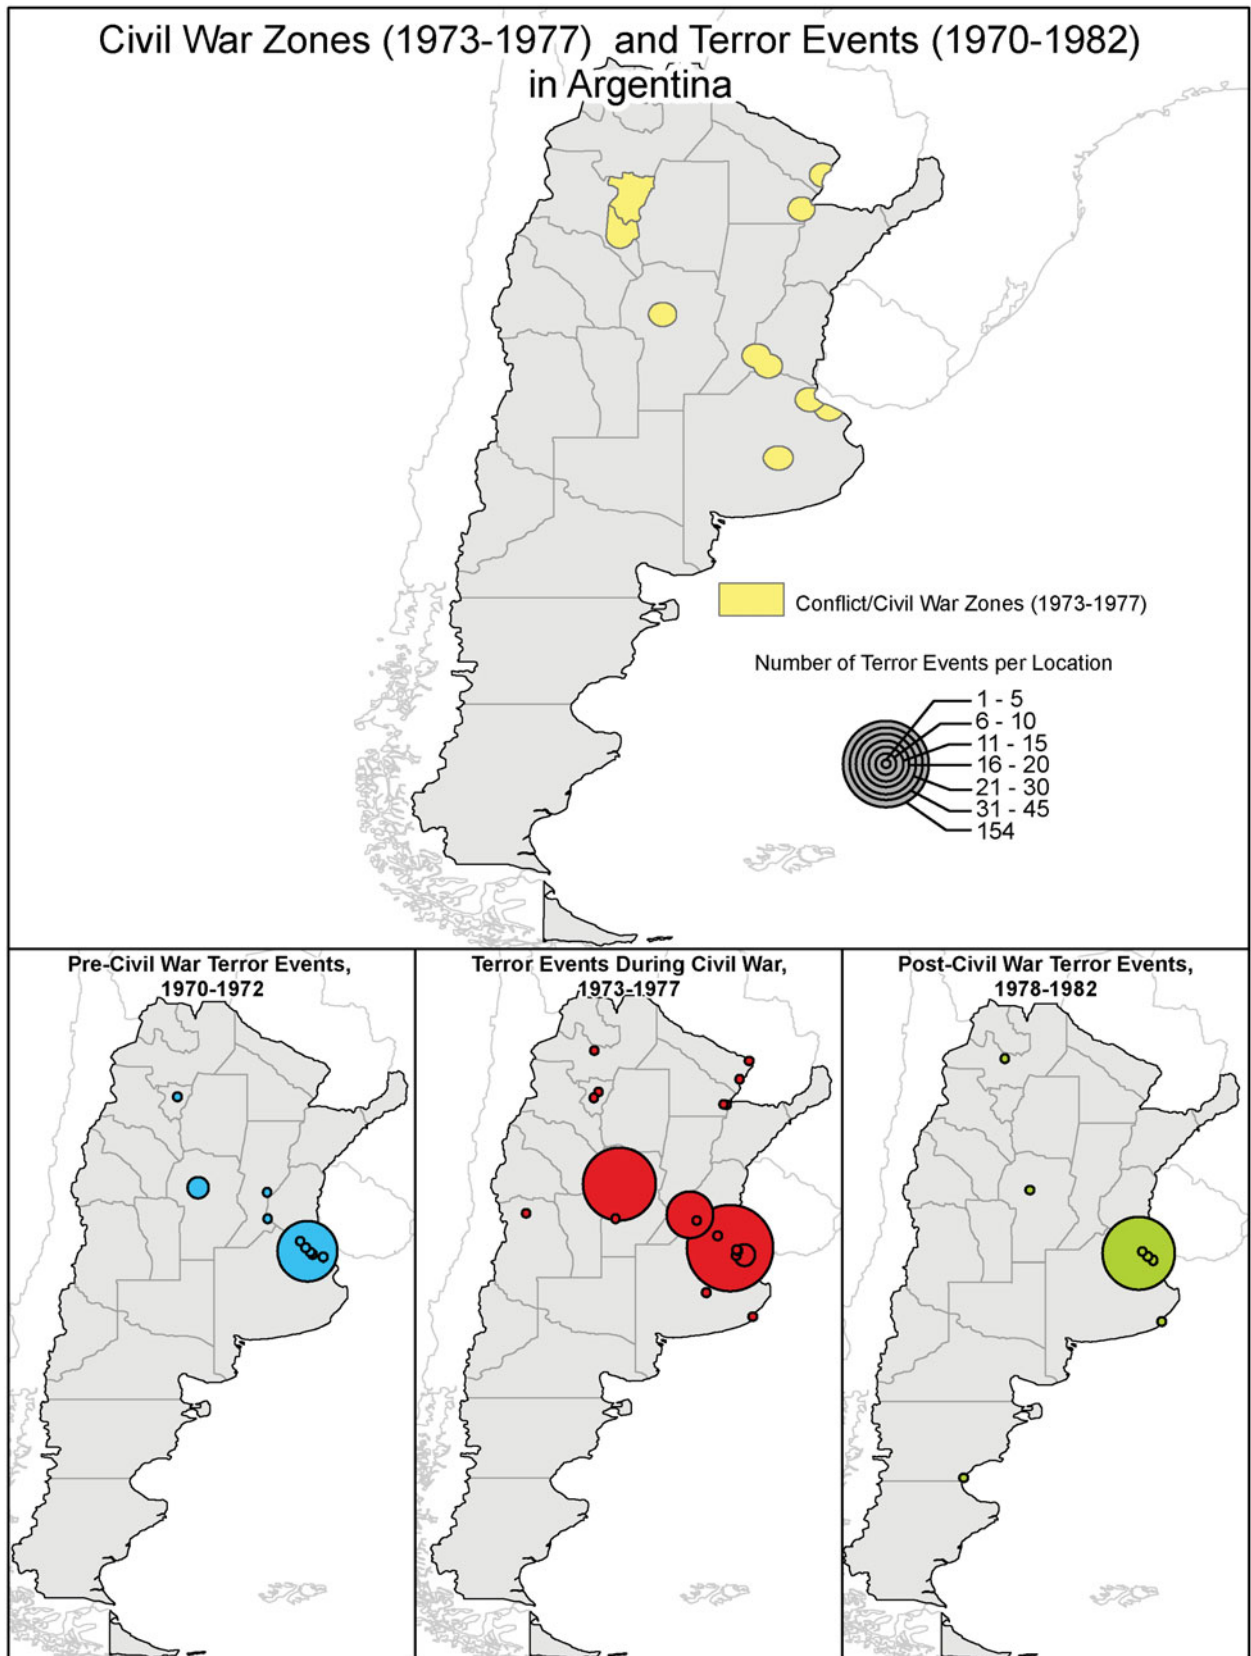 Civil War Zones (1973-1977) and Terror Events (1970-1982)
in Argentina
Conflict/Civil War Zones (1973-1977)
Number of Terror Events per Location
1 - 5
6 - 10
11 - 15
16 - 20
21 - 30
31 - 45
154
Pre-Civil War Terror Events,
1970-1972
Terror Events During Civil War,
1973-1977
Post-Civil War Terror Events,
1978-1982